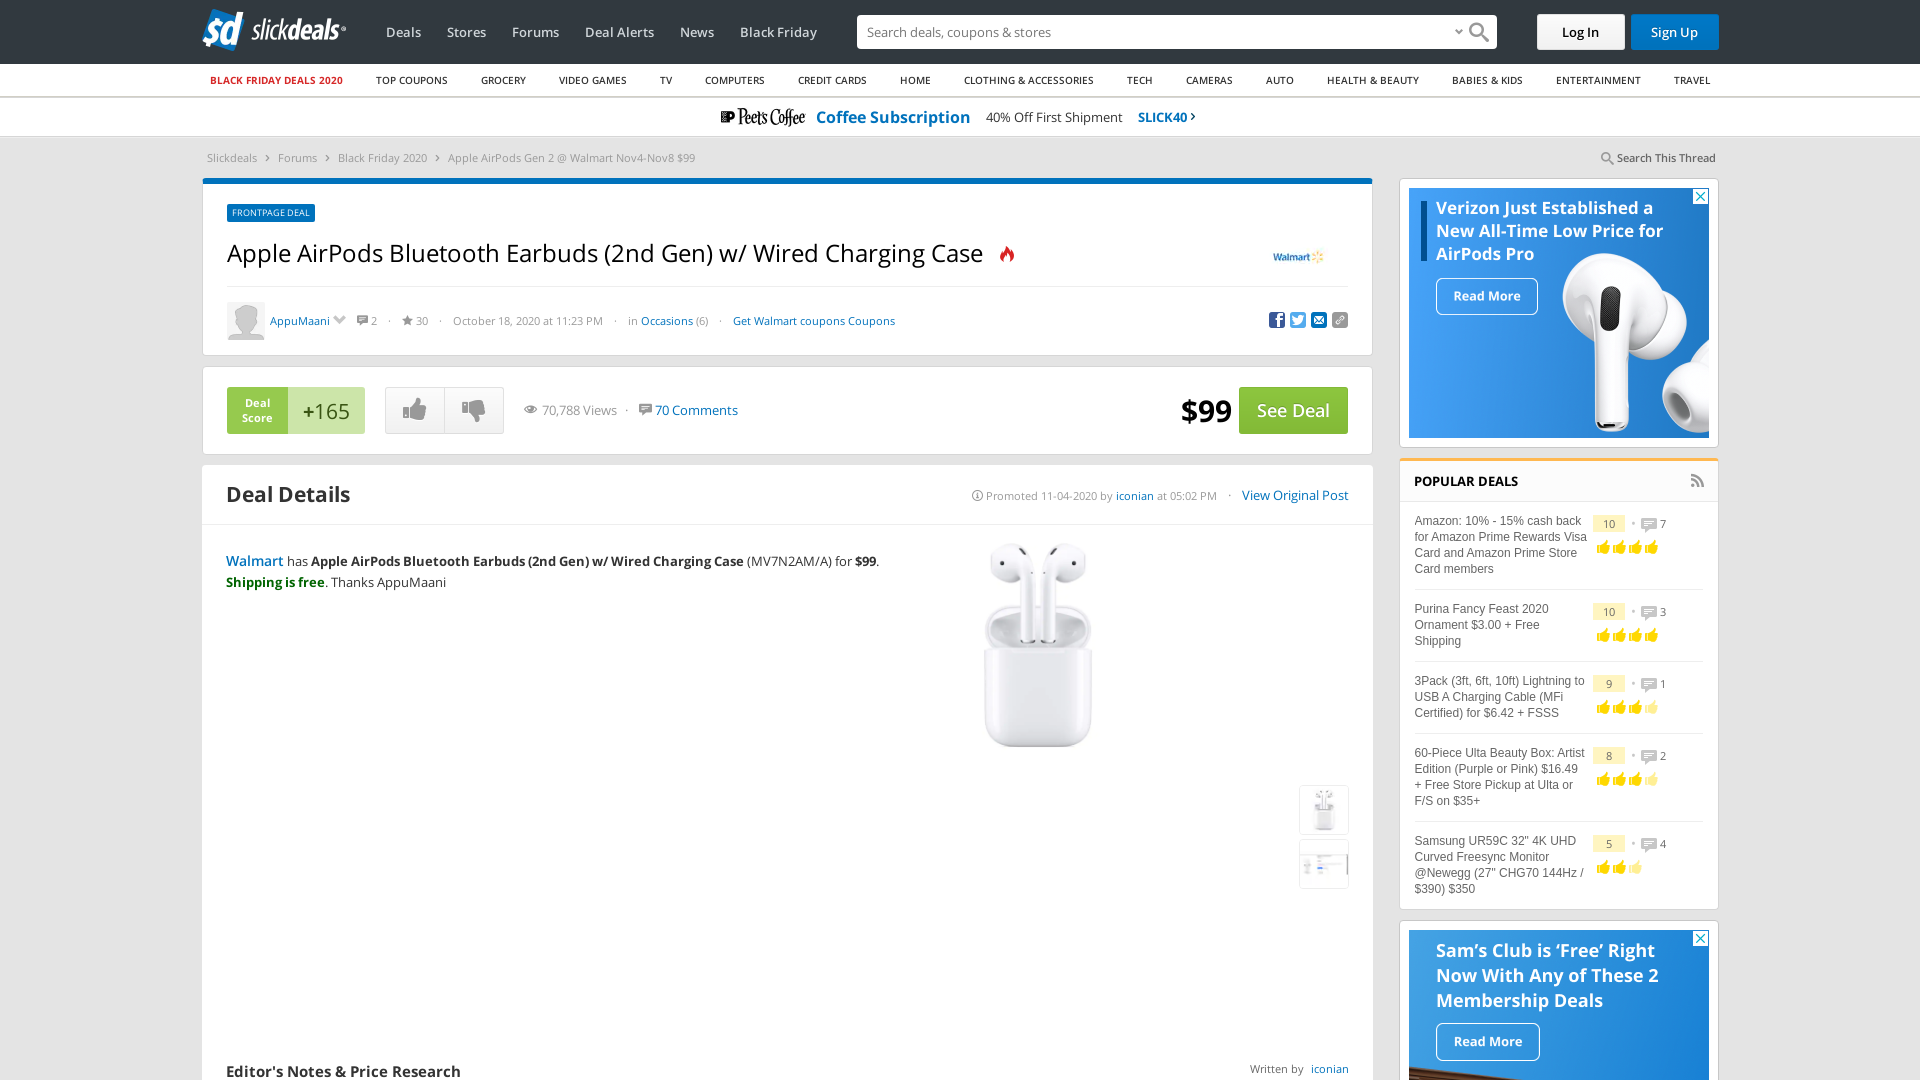 sd slickdeals
Deals Stores Forums Deal Alerts News Black Friday
Search deals, coupons & stores
Log In
Sign Up
BLACK FRIDAY DEALS 2020 TOP COUPONS GROCERY VIDEO GAMES TV COMPUTERS CREDIT CARDS HOME CLOTHING & ACCESSORIES TECH CAMERAS AUTO HEALTH & BEAUTY BABIES & KIDS ENTERTAINMENT TRAVEL
Peet's Coffee Coffee Subscription 40% Off First Shipment SLICK40
Slickdeals Forums Black Friday 2020 Apple AirPods Gen 2 @ Walmart Nov4-Nov8 $99
Search This Thread
FRONTPAGE DEAL
Apple AirPods Bluetooth Earbuds (2nd Gen) w/ Wired Charging Case
Walmart
AppuMaani 2 · 30 · October 18, 2020 at 11:23 PM · in Occasions (6) · Get Walmart coupons Coupons
Deal
Score
+165
70,788 Views · 70 Comments
$99
See Deal
Deal Details
Promoted 11-04-2020 by iconian at 05:02 PM · View Original Post
Walmart has Apple AirPods Bluetooth Earbuds (2nd Gen) w/ Wired Charging Case (MV7N2AM/A) for $99.
Shipping is free. Thanks AppuMaani
Editor's Notes & Price Research
Written by iconian
Verizon Just Established a
New All-Time Low Price for
AirPods Pro
Read More
POPULAR DEALS
Amazon: 10% - 15% cash back
for Amazon Prime Rewards Visa
Card and Amazon Prime Store
Card members
10 • 7
Purina Fancy Feast 2020
Ornament $3.00 + Free
Shipping
10 • 3
3Pack (3ft, 6ft, 10ft) Lightning to
USB A Charging Cable (MFi
Certified) for $6.42 + FSSS
9 • 1
60-Piece Ulta Beauty Box: Artist
Edition (Purple or Pink) $16.49
+ Free Store Pickup at Ulta or
F/S on $35+
8 • 2
Samsung UR59C 32" 4K UHD
Curved Freesync Monitor
@Newegg (27" CHG70 144Hz /
$390) $350
5 • 4
Sam's Club is 'Free' Right
Now With Any of These 2
Membership Deals
Read More